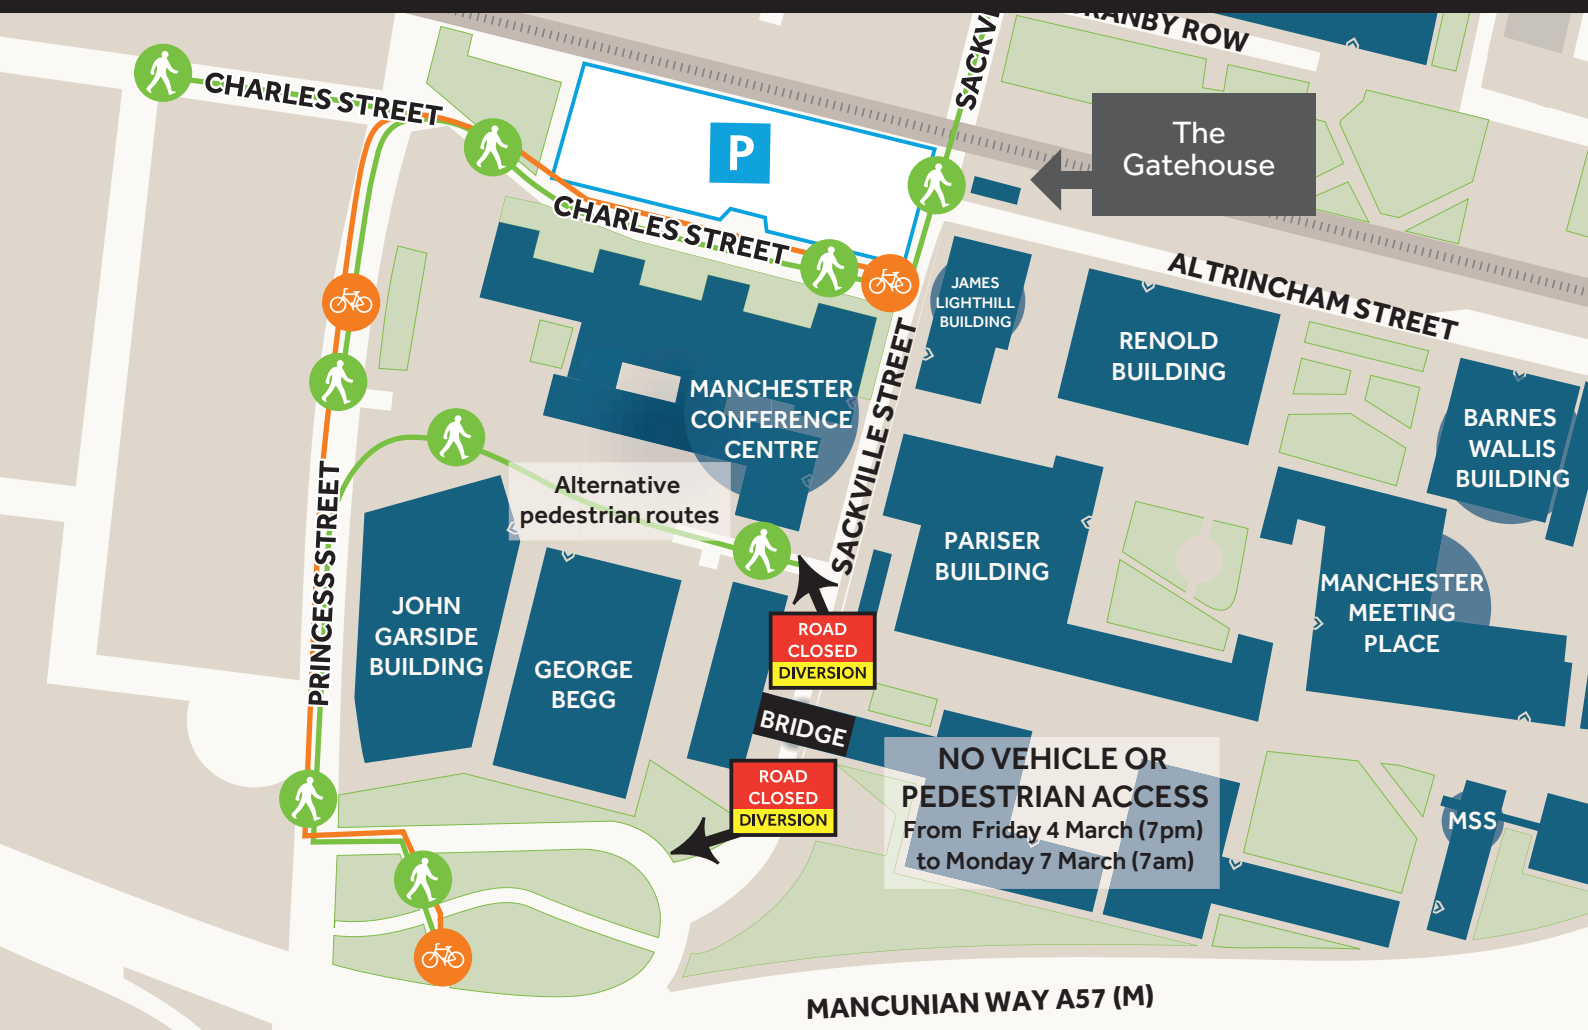 GRANBY ROW
SACKV
CHARLES STREET
The
Gatehouse
P
CHARLES STREET
ALTRINCHAM STREET
JAMES
LIGHTHILL
BUILDING
RENOLD
BUILDING
MANCHESTER
CONFERENCE
CENTRE
SACKVILLE STREET
BARNES
WALLIS
BUILDING
Alternative
pedestrian routes
PRINCESS STREET
PARISER
BUILDING
MANCHESTER
MEETING
PLACE
JOHN
GARSIDE
BUILDING
GEORGE
BEGG
ROAD
CLOSED
DIVERSION
BRIDGE
NO VEHICLE OR
PEDESTRIAN ACCESS
From Friday 4 March (7pm)
to Monday 7 March (7am)
ROAD
CLOSED
DIVERSION
MSS
MANCUNIAN WAY A57 (M)